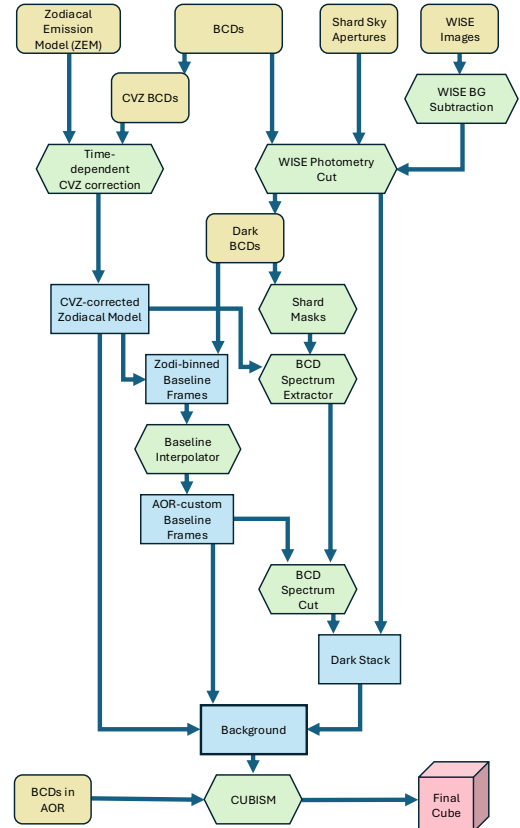 Zodiacal
Emission
Model (ZEM)
BCDs
Shard Sky
Apertures
WISE
Images
CVZ BCDs
WISE BG
Subtraction
Time-
dependent
CVZ correction
WISE Photometry
Cut
Dark
BCDs
CVZ-corrected
Zodiacal Model
Shard
Masks
Zodi-binned
Baseline
Frames
BCD
Spectrum
Extractor
Baseline
Interpolator
AOR-custom
Baseline
Frames
BCD
Spectrum
Cut
Dark Stack
Background
BCDs in
AOR
CUBISM
Final
Cube